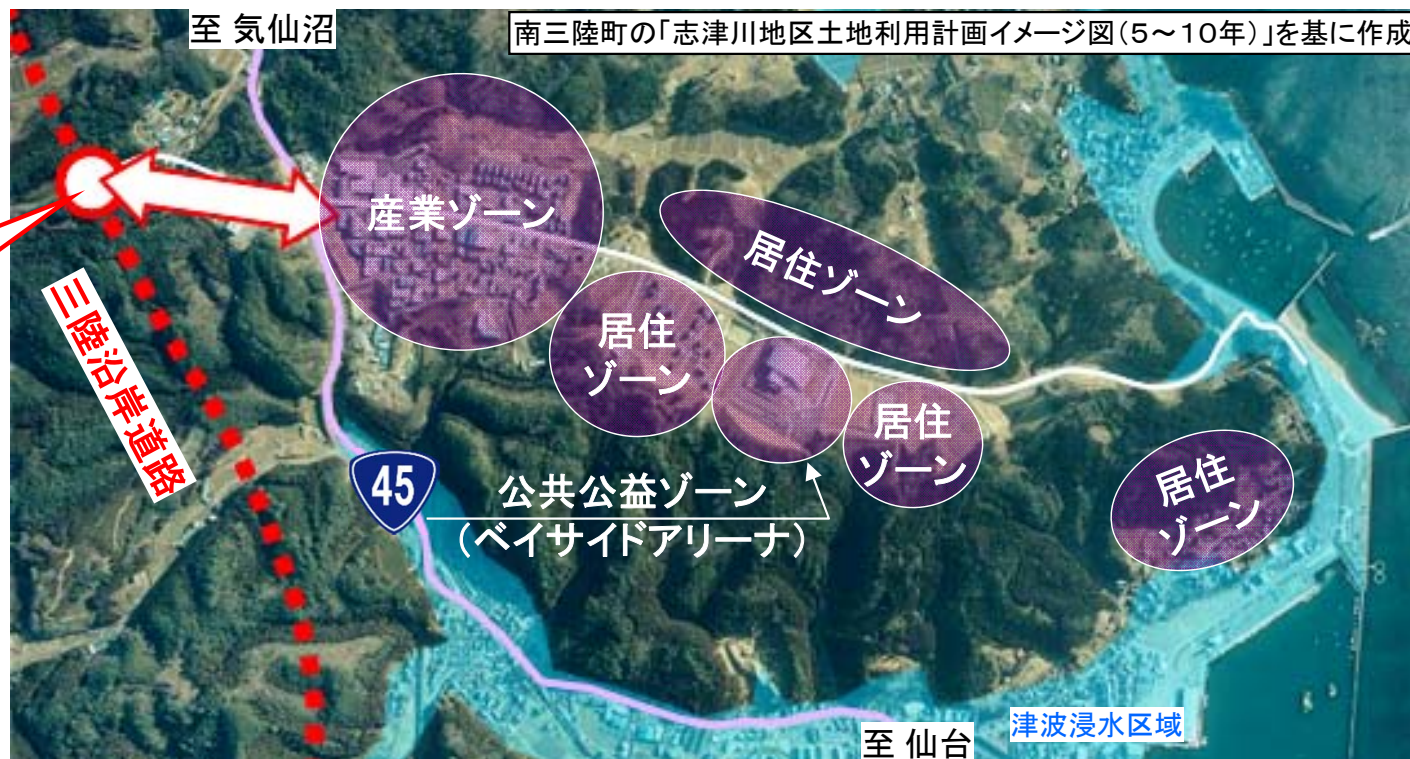 至 気仙沼
南三陸町の「志津川地区土地利用計画イメージ図(5~10年)」を基に作成
産業ゾーン
居住ゾーン
三陸沿岸道路
居住
ゾーン
居住
ゾーン
居住
ゾーン
45
公共公益ゾーン
(ベイサイドアリーナ)
至 仙台
津波浸水区域